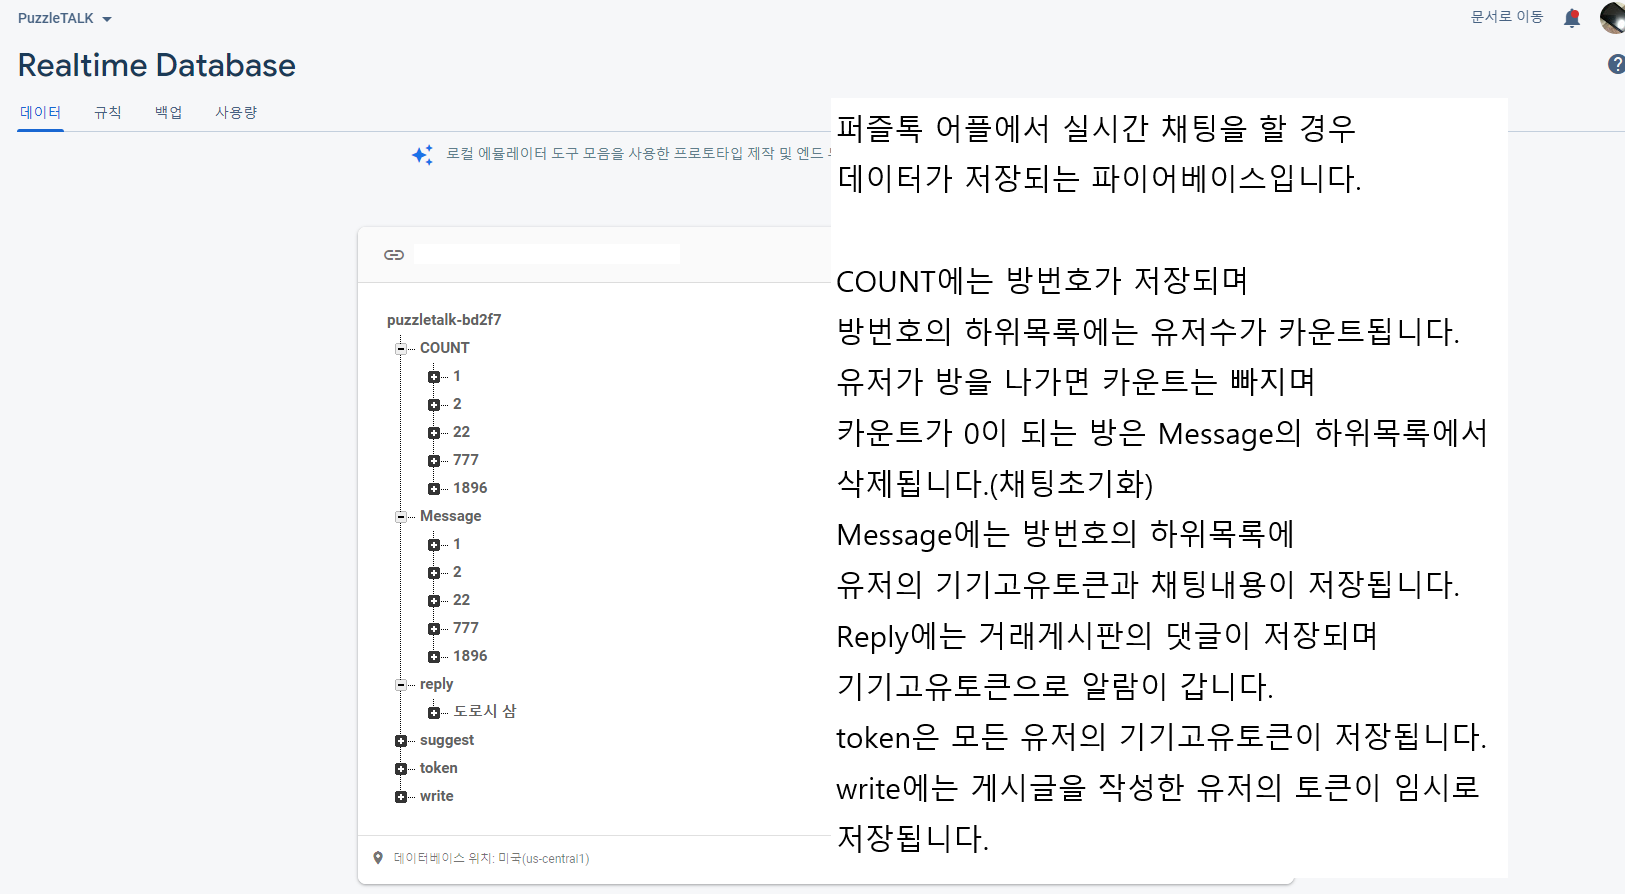 PuzzleTALK
문서로 이동
Realtime Database
데이터 규칙 백업 사용량
로컬 에뮬레이터 도구 모음을 사용한 프로토타입 제작 및 엔드
puzzletalk-bd2f7
COUNT
1
2
22
777
1896
Message
1
2
22
777
1896
reply
도로시 삼
suggest
token
write
데이터베이스 위치: 미국(us-central1)
퍼즐톡 어플에서 실시간 채팅을 할 경우
데이터가 저장되는 파이어베이스입니다.
COUNT에는 방번호가 저장되며
방번호의 하위목록에는 유저수가 카운트됩니다.
유저가 방을 나가면 카운트는 빠지며
카운트가 0이 되는 방은 Message의 하위목록에서
삭제됩니다.(채팅초기화)
Message에는 방번호의 하위목록에
유저의 기기고유토큰과 채팅내용이 저장됩니다.
Reply에는 거래게시판의 댓글이 저장되며
기기고유토큰으로 알람이 갑니다.
token은 모든 유저의 기기고유토큰이 저장됩니다.
write에는 게시글을 작성한 유저의 토큰이 임시로
저장됩니다.